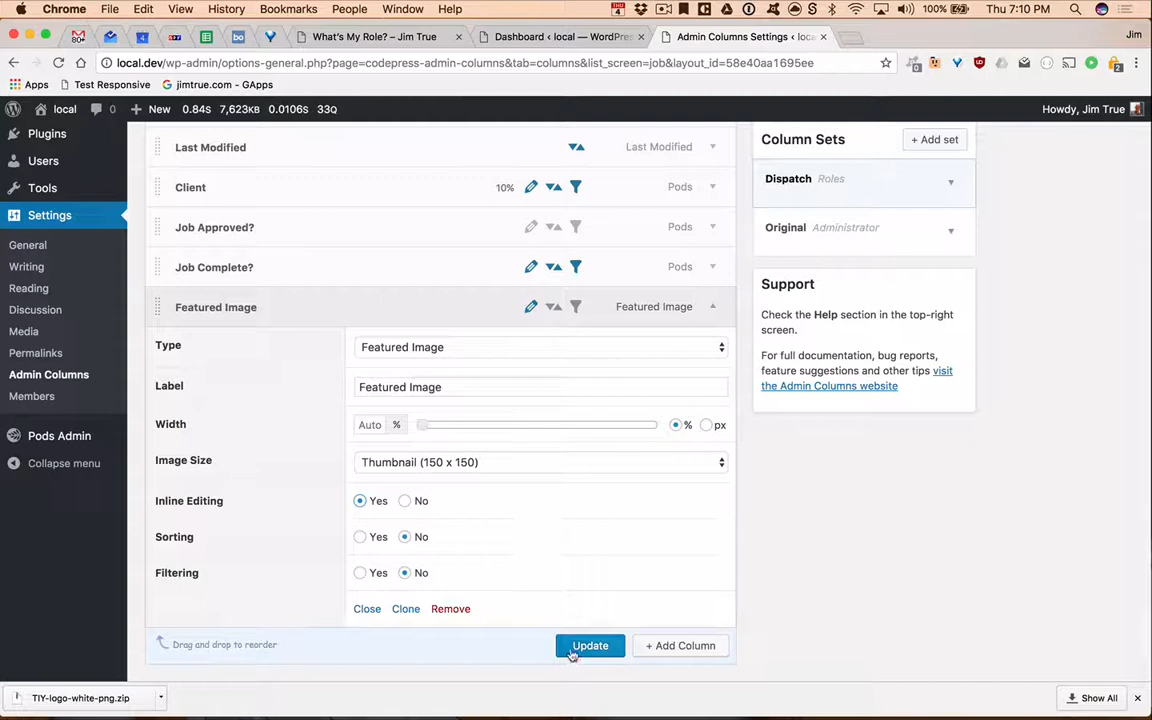 Chrome File Edit View History Bookmarks People Window Help 4 100% Thu 7:10 PM
80+ 4 bo What's My Role? – Jim True × Dashboard ‹ local — WordPress × Admin Columns Settings ‹ loc × Jim
local.dev/wp-admin/options-general.php?page=codepress-admin-columns&tab=columns&list_screen=job&layout_id=58e40aa1695ee
Apps Test Responsive jimtrue.com - GApps
local 0 + New 0.84S 7,623KB 0.0106S 33Q Howdy, Jim True
Plugins
Users
Tools
Settings
General
Writing
Reading
Discussion
Media
Permalinks
Admin Columns
Members
Pods Admin
Collapse menu
Last Modified Last Modified
Client 10% Pods
Job Approved? Pods
Job Complete? Pods
Featured Image Featured Image
Type Featured Image
Label Featured Image
Width Auto % % px
Image Size Thumbnail (150 x 150)
Inline Editing Yes No
Sorting Yes No
Filtering Yes No
Close Clone Remove
Drag and drop to reorder Update + Add Column
Column Sets + Add set
Dispatch Roles
Original Administrator
Support
Check the Help section in the top-right
screen.
For full documentation, bug reports,
feature suggestions and other tips visit
the Admin Columns website
TIY-logo-white-png.zip Show All ×